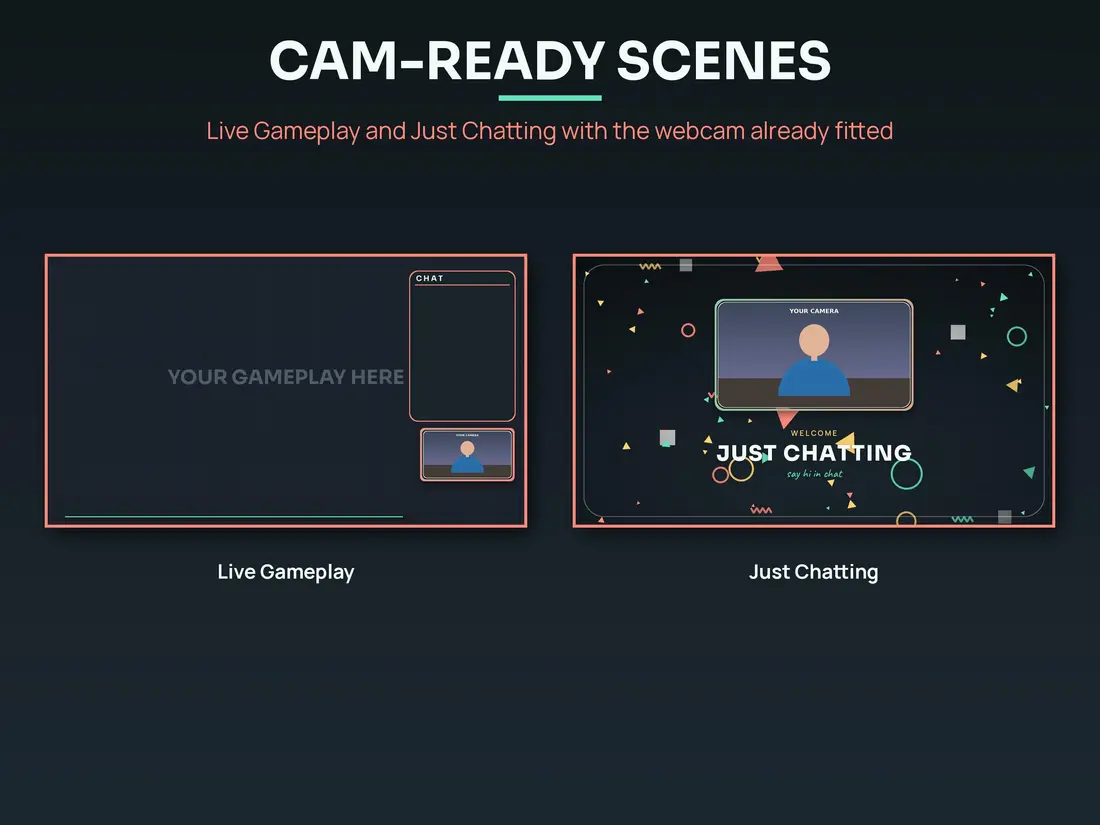 CAM-READY SCENES
Live Gameplay and Just Chatting with the webcam already fitted
CHAT
YOUR GAMEPLAY HERE
YOUR CAMERA
Live Gameplay
YOUR CAMERA
WELCOME
JUST CHATTING
say hi in chat
Just Chatting